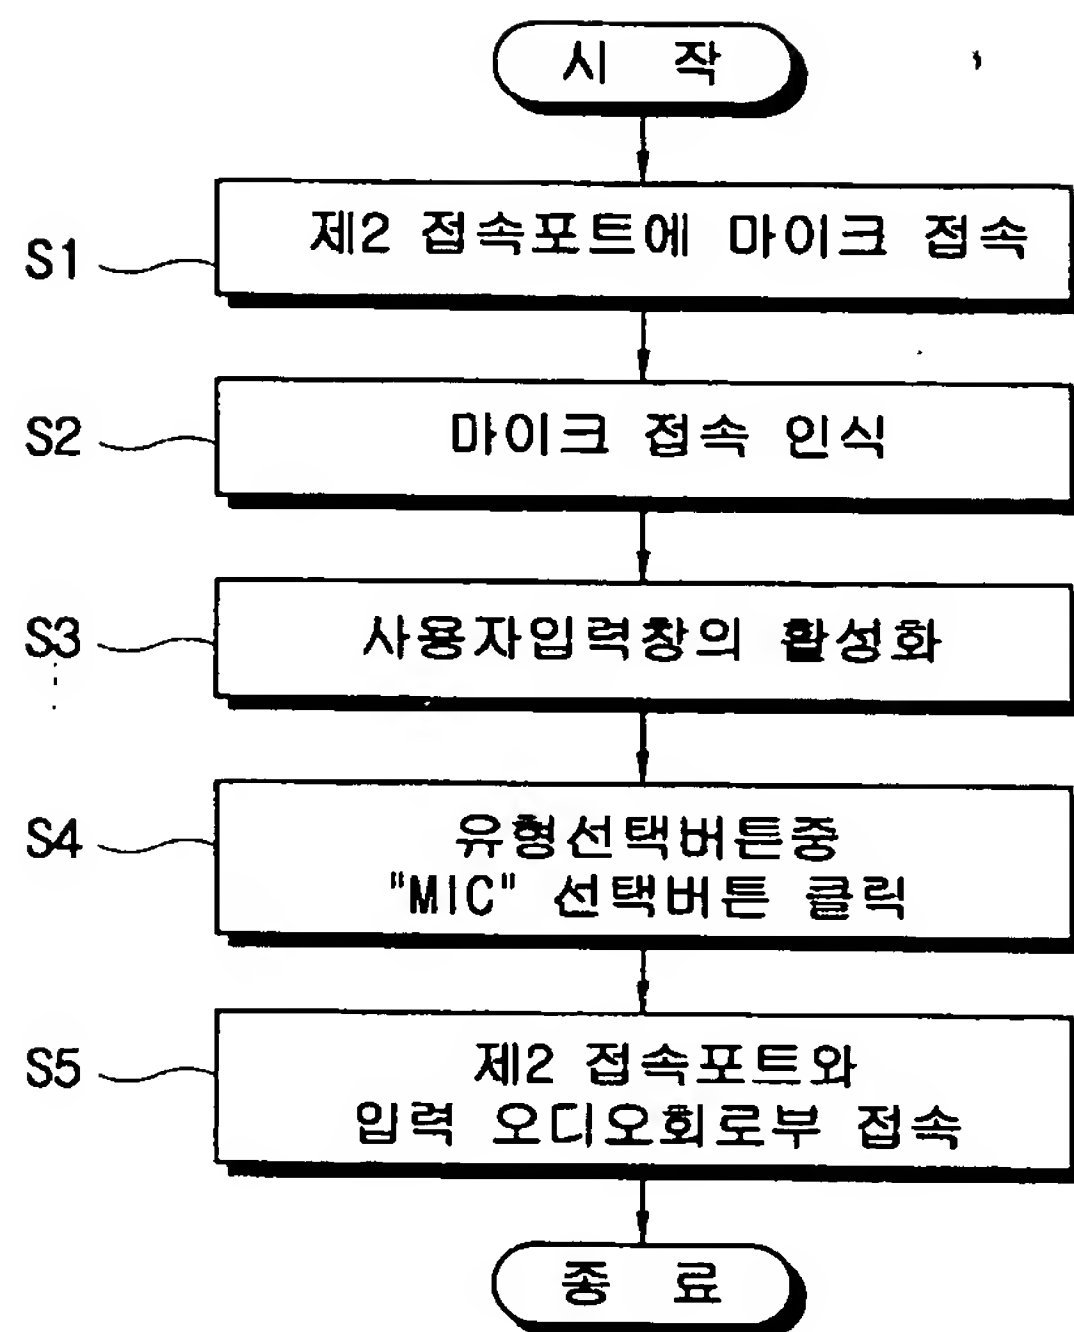 시 작
S1
제2 접속포트에 마이크 접속
S2
마이크 접속 인식
S3
사용자입력창의 활성화
S4
유형선택버튼중
"MIC" 선택버튼 클릭
S5
제2 접속포트와
입력 오디오회로부 접속
종 료